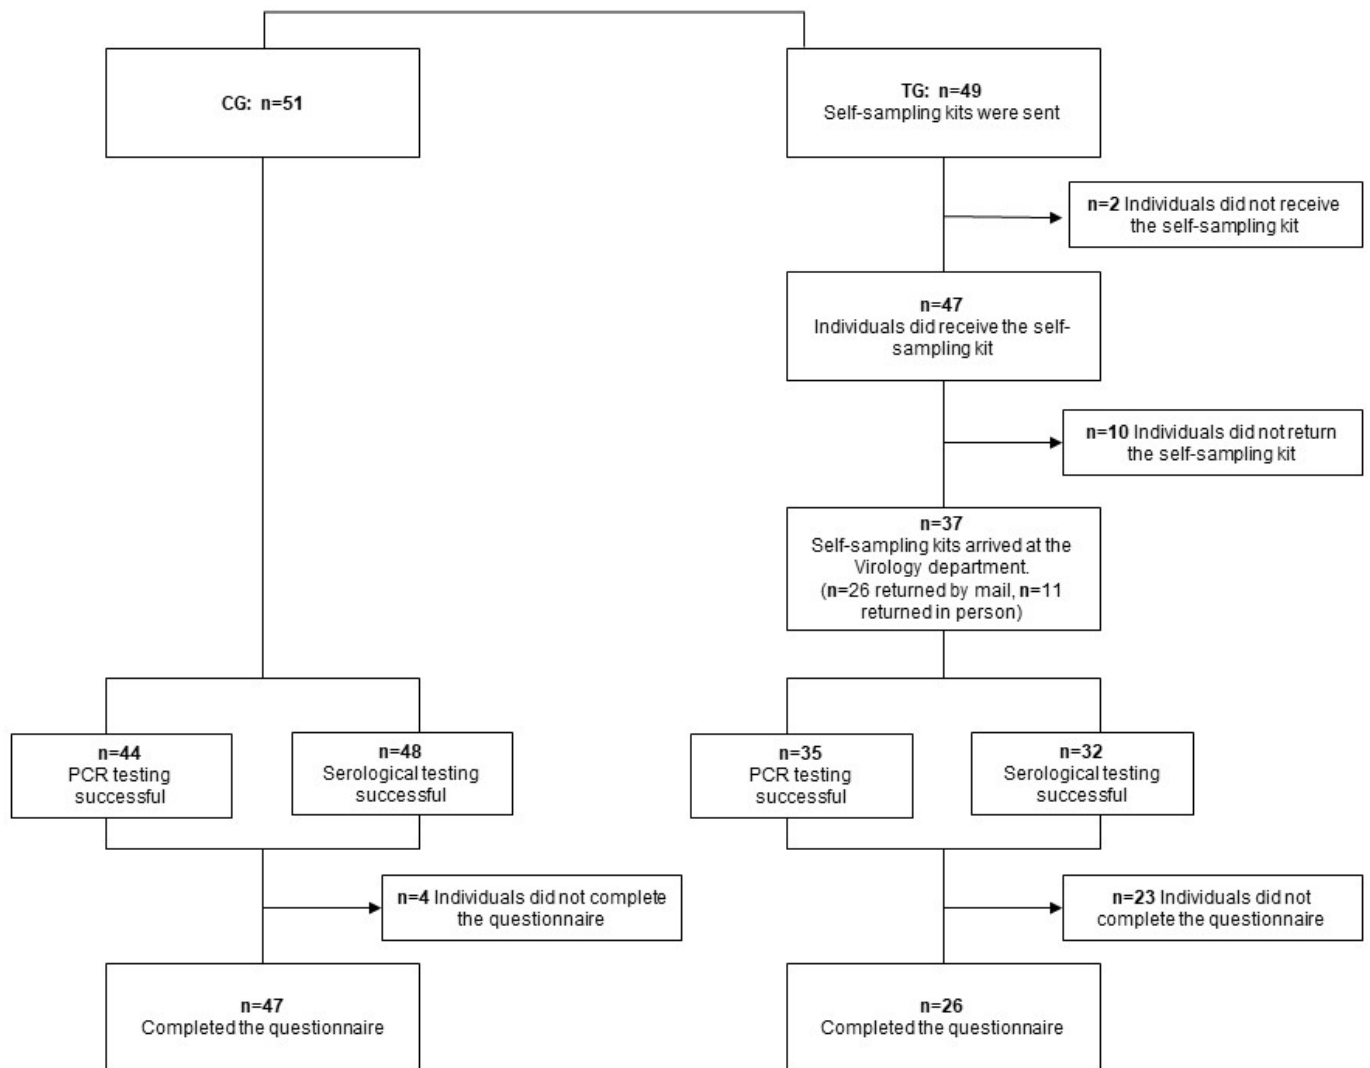 CG: n=51
TG: n=49
Self-sampling kits were sent
n=2 Individuals did not receive
the self-sampling kit
n=47
Individuals did receive the self-
sampling kit
n=10 Individuals did not return
the self-sampling kit
n=37
Self-sampling kits arrived at the
Virology department.
(n=26 returned by mail, n=11
returned in person)
n=44
PCR testing
successful
n=48
Serological testing
successful
n=35
PCR testing
successful
n=32
Serological testing
successful
n=4 Individuals did not complete
the questionnaire
n=23 Individuals did not
complete the questionnaire
n=47
Completed the questionnaire
n=26
Completed the questionnaire